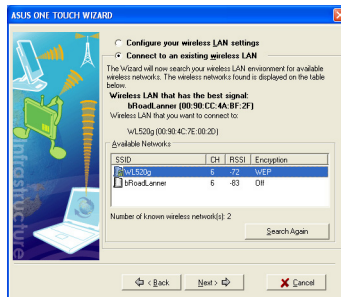 ASUS ONE TOUCH WIZARD
Configure your wireless LAN settings
Connect to an existing wireless LAN
The Wizard will now search your wireless LAN environment for available
wireless networks. The wireless networks found is displayed on the table
below.
Wireless LAN that has the best signal:
bRoadLanner (00:90:CC:4A:BF:2F)
Wireless LAN that you want to connect to:
WL520g (00:90:4C:7E:00:2D)
Available Networks
SSID CH RSSI Encryption
WL520g 6 -72 WEP
bRoadLanner 6 -83 Off
Number of known wireless network(s): 2
Search Again
< Back Next > Cancel
Infrastructure